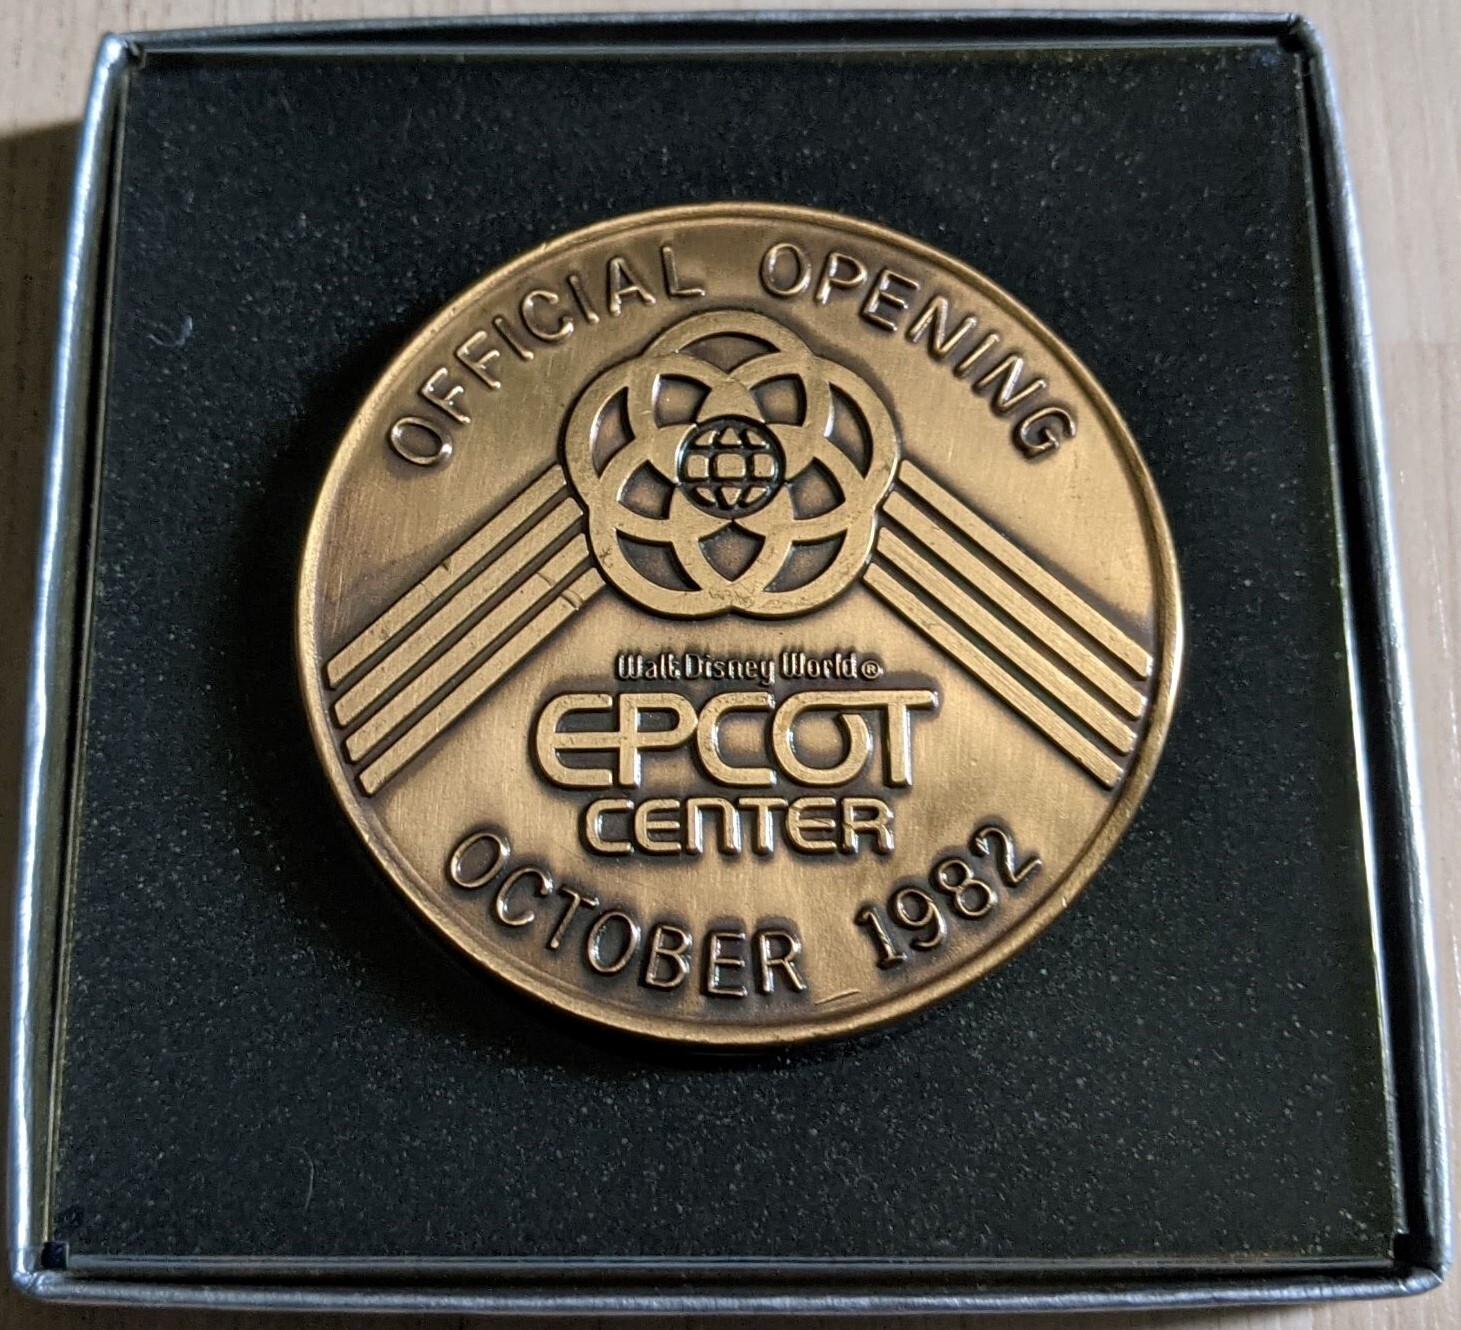 OFFICIAL OPENING
Walt Disney World®
EPCOT
CENTER
OCTOBER 1982